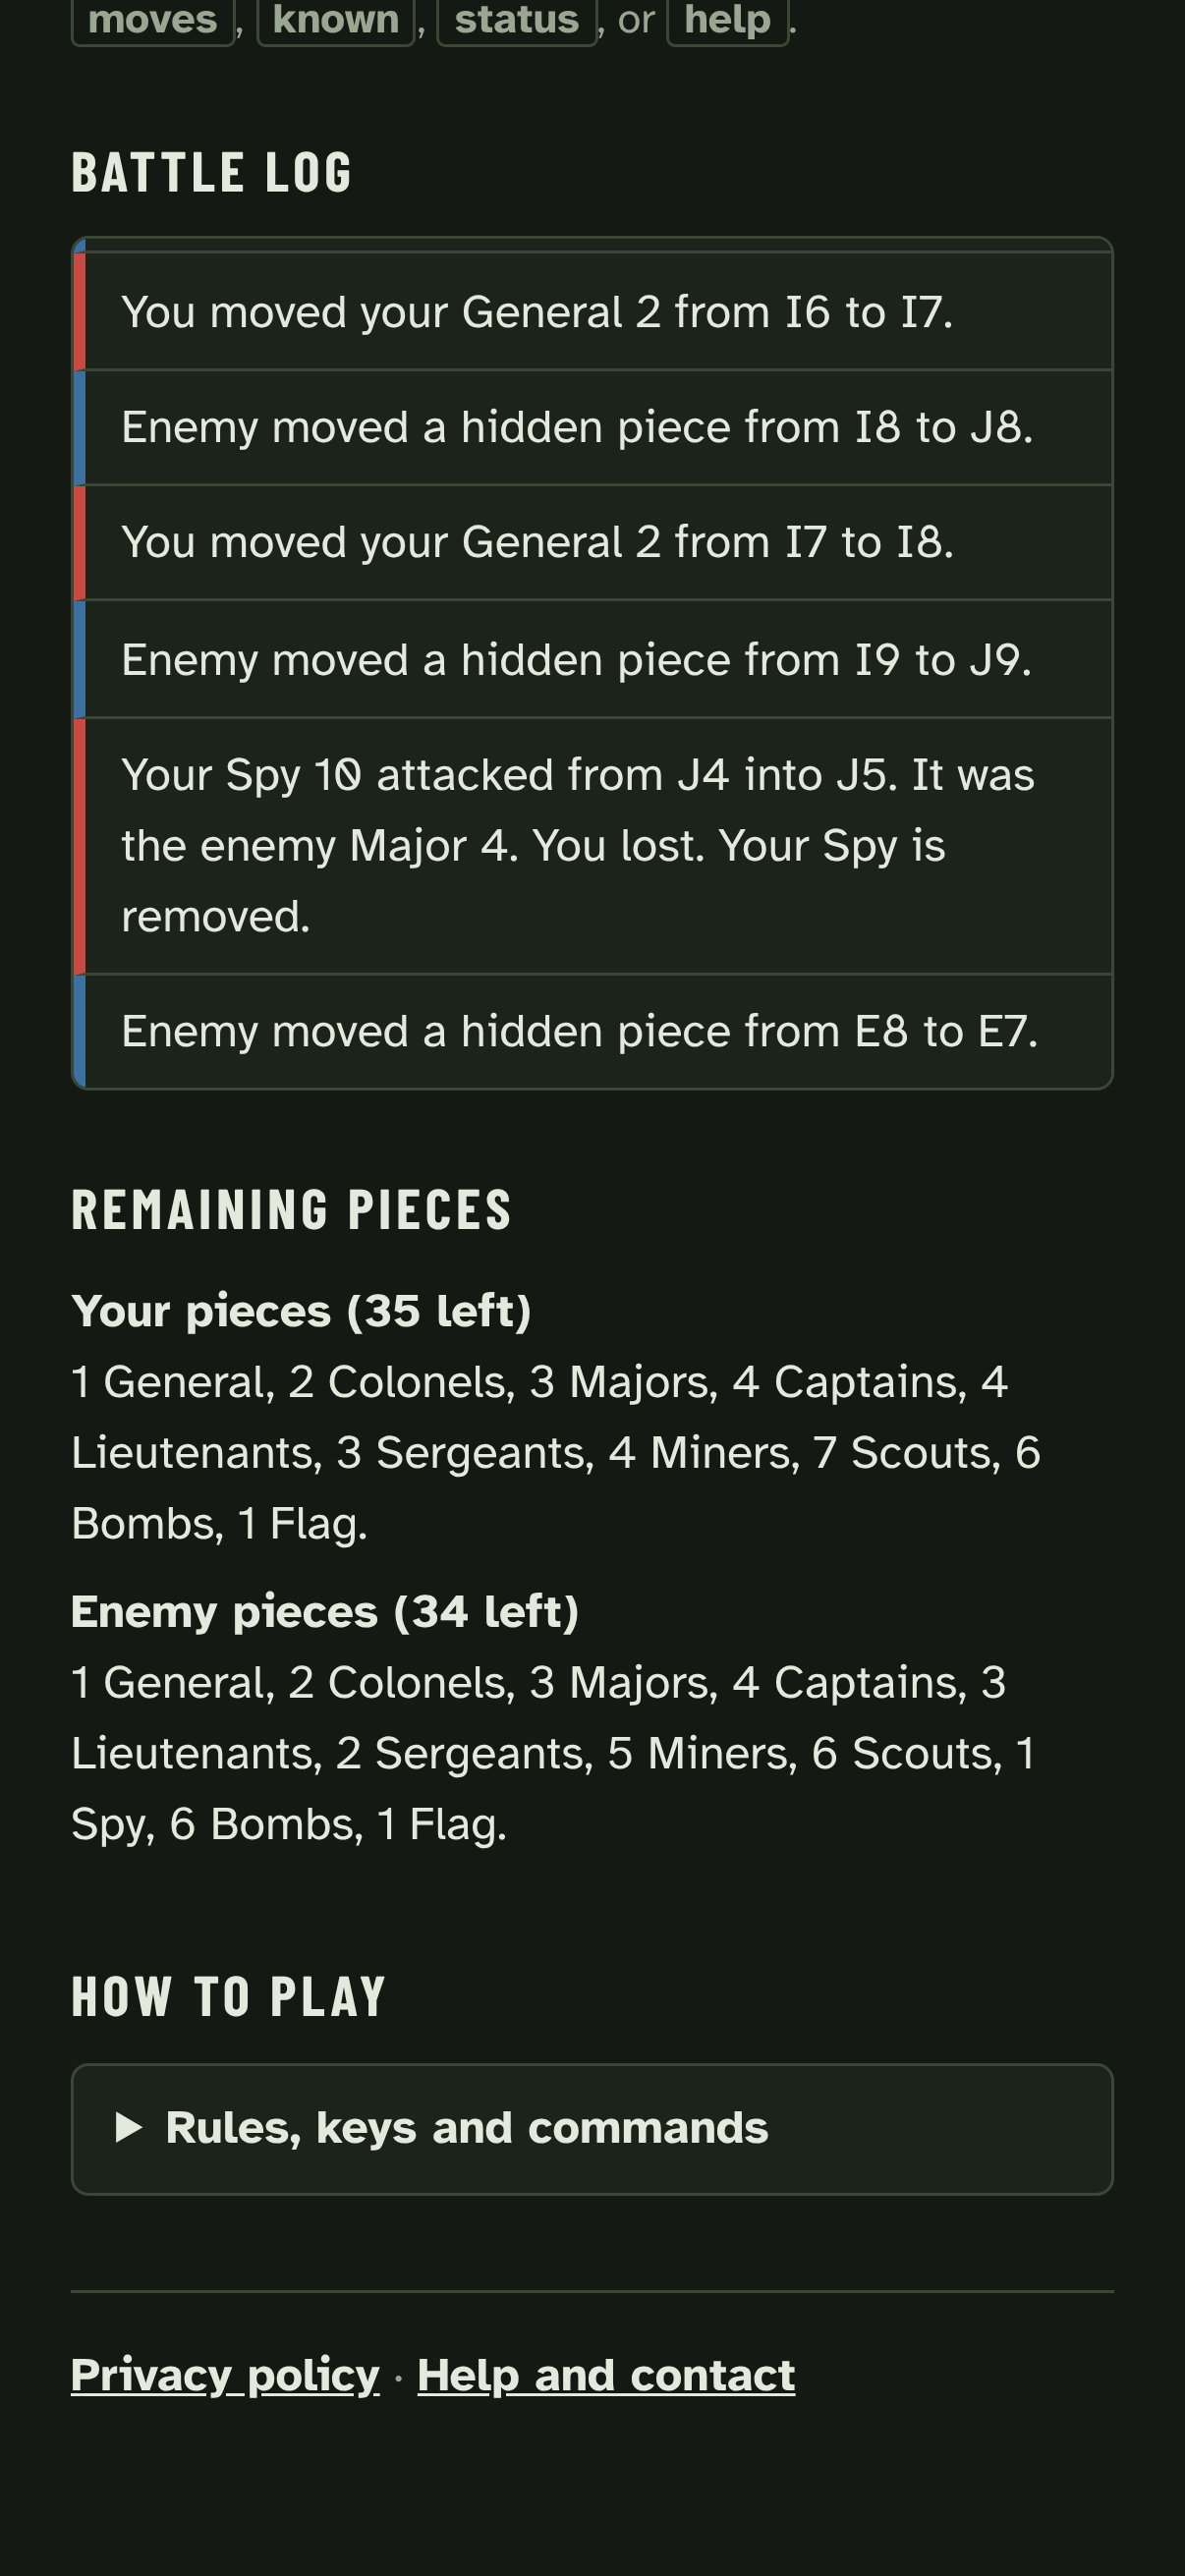 moves, known, status, or help.
BATTLE LOG
You moved your General 2 from I6 to I7.
Enemy moved a hidden piece from I8 to J8.
You moved your General 2 from I7 to I8.
Enemy moved a hidden piece from I9 to J9.
Your Spy 10 attacked from J4 into J5. It was
the enemy Major 4. You lost. Your Spy is
removed.
Enemy moved a hidden piece from E8 to E7.
REMAINING PIECES
Your pieces (35 left)
1 General, 2 Colonels, 3 Majors, 4 Captains, 4
Lieutenants, 3 Sergeants, 4 Miners, 7 Scouts, 6
Bombs, 1 Flag.
Enemy pieces (34 left)
1 General, 2 Colonels, 3 Majors, 4 Captains, 3
Lieutenants, 2 Sergeants, 5 Miners, 6 Scouts, 1
Spy, 6 Bombs, 1 Flag.
HOW TO PLAY
▶ Rules, keys and commands
Privacy policy · Help and contact